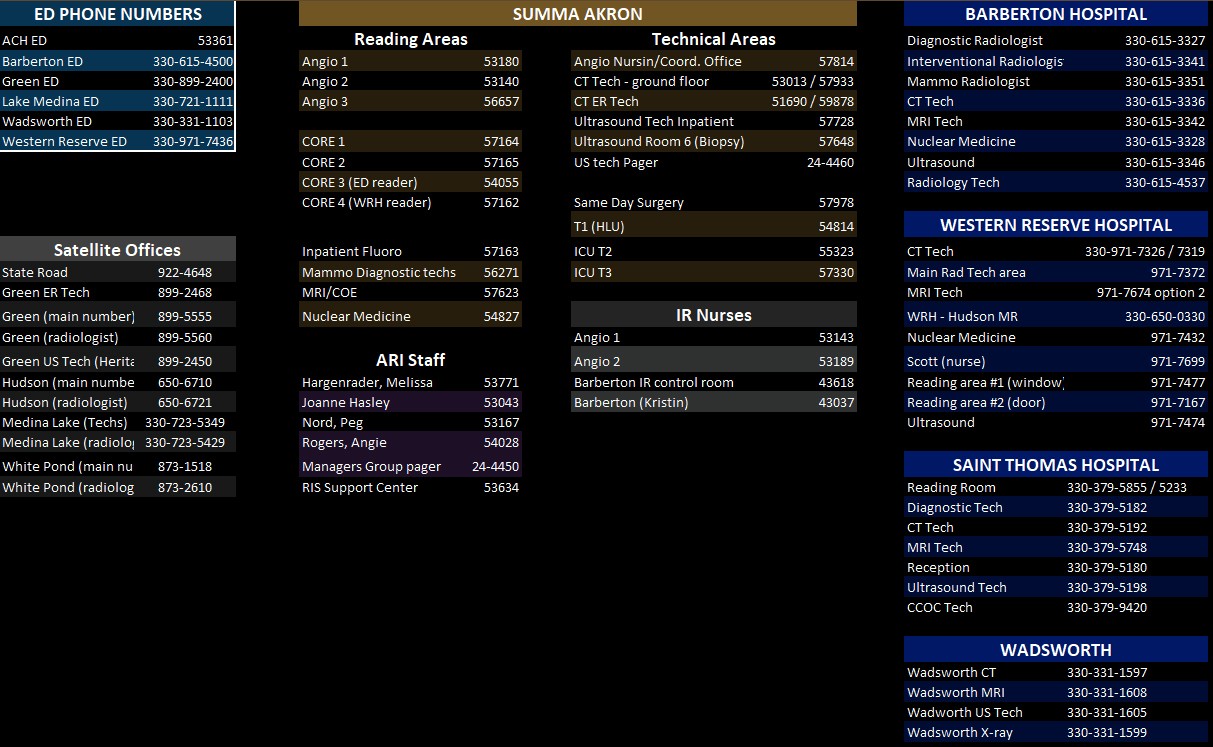 ED PHONE NUMBERS
ACH ED 53361
Barberton ED 330-615-4500
Green ED 330-899-2400
Lake Medina ED 330-721-1111
Wadsworth ED 330-331-1103
Western Reserve ED 330-971-7436
Satellite Offices
State Road 922-4648
Green ER Tech 899-2468
Green (main number) 899-5555
Green (radiologist) 899-5560
Green US Tech (Herita 899-2450
Hudson (main numbe 650-6710
Hudson (radiologist) 650-6721
Medina Lake (Techs) 330-723-5349
Medina Lake (radiolo 330-723-5429
White Pond (main nu 873-1518
White Pond (radiolog 873-2610
SUMMA AKRON
Reading Areas
Angio 1 53180
Angio 2 53140
Angio 3 56657
CORE 1 57164
CORE 2 57165
CORE 3 (ED reader) 54055
CORE 4 (WRH reader) 57162
Inpatient Fluoro 57163
Mammo Diagnostic techs 56271
MRI/COE 57623
Nuclear Medicine 54827
ARI Staff
Hargenrader, Melissa 53771
Joanne Hasley 53043
Nord, Peg 53167
Rogers, Angie 54028
Managers Group pager 24-4450
RIS Support Center 53634
Technical Areas
Angio Nursin/Coord. Office 57814
CT Tech - ground floor 53013 / 57933
CT ER Tech 51690 / 59878
Ultrasound Tech Inpatient 57728
Ultrasound Room 6 (Biopsy) 57648
US tech Pager 24-4460
Same Day Surgery 57978
T1 (HLU) 54814
ICU T2 55323
ICU T3 57330
IR Nurses
Angio 1 53143
Angio 2 53189
Barberton IR control room 43618
Barberton (Kristin) 43037
BARBERTON HOSPITAL
Diagnostic Radiologist 330-615-3327
Interventional Radiologis 330-615-3341
Mammo Radiologist 330-615-3351
CT Tech 330-615-3336
MRI Tech 330-615-3342
Nuclear Medicine 330-615-3328
Ultrasound 330-615-3346
Radiology Tech 330-615-4537
WESTERN RESERVE HOSPITAL
CT Tech 330-971-7326 / 7319
Main Rad Tech area 971-7372
MRI Tech 971-7674 option 2
WRH - Hudson MR 330-650-0330
Nuclear Medicine 971-7432
Scott (nurse) 971-7699
Reading area #1 (window) 971-7477
Reading area #2 (door) 971-7167
Ultrasound 971-7474
SAINT THOMAS HOSPITAL
Reading Room 330-379-5855 / 5233
Diagnostic Tech 330-379-5182
CT Tech 330-379-5192
MRI Tech 330-379-5748
Reception 330-379-5180
Ultrasound Tech 330-379-5198
CCOC Tech 330-379-9420
WADSWORTH
Wadsworth CT 330-331-1597
Wadsworth MRI 330-331-1608
Wadworth US Tech 330-331-1605
Wadsworth X-ray 330-331-1599